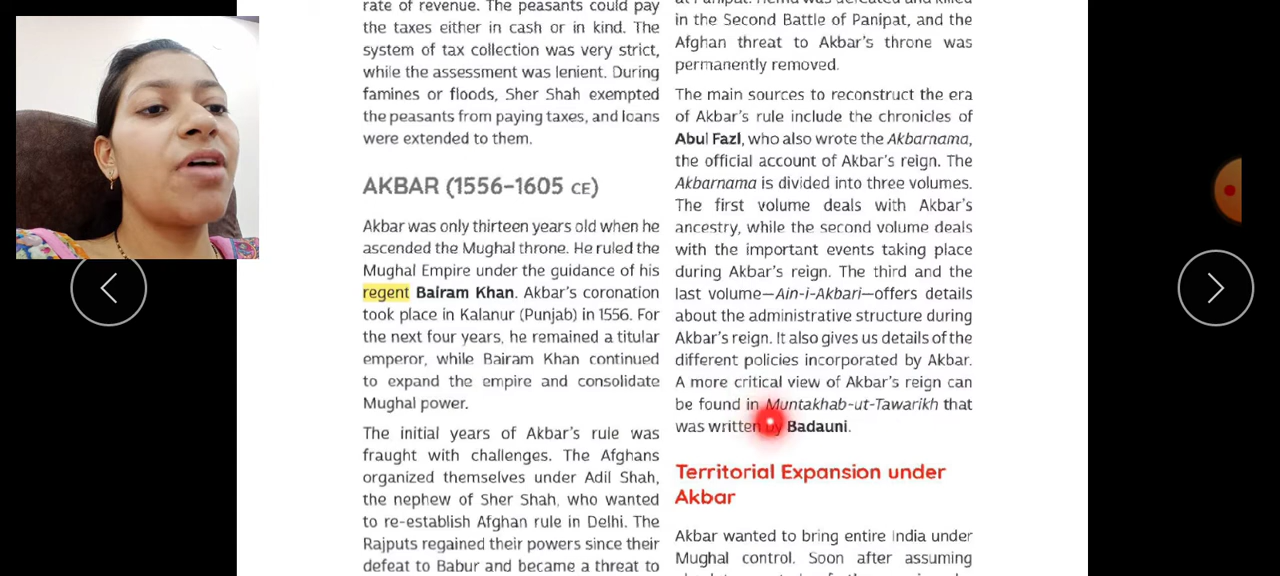 rate of revenue. The peasants could pay
the taxes either in cash or in kind. The
system of tax collection was very strict,
while the assessment was lenient. During
famines or floods, Sher Shah exempted
the peasants from paying taxes, and loans
were extended to them.
AKBAR (1556–1605 CE)
Akbar was only thirteen years old when he
ascended the Mughal throne. He ruled the
Mughal Empire under the guidance of his
regent Bairam Khan. Akbar's coronation
took place in Kalanur (Punjab) in 1556. For
the next four years, he remained a titular
emperor, while Bairam Khan continued
to expand the empire and consolidate
Mughal power.
The initial years of Akbar's rule was
fraught with challenges. The Afghans
organized themselves under Adil Shah,
the nephew of Sher Shah, who wanted
to re-establish Afghan rule in Delhi. The
Rajputs regained their powers since their
defeat to Babur and became a threat to
in the Second Battle of Panipat, and the
Afghan threat to Akbar's throne was
permanently removed.
The main sources to reconstruct the era
of Akbar's rule include the chronicles of
Abul Fazl, who also wrote the Akbarnama,
the official account of Akbar's reign. The
Akbarnama is divided into three volumes.
The first volume deals with Akbar's
ancestry, while the second volume deals
with the important events taking place
during Akbar's reign. The third and the
last volume—Ain-i-Akbari—offers details
about the administrative structure during
Akbar's reign. It also gives us details of the
different policies incorporated by Akbar.
A more critical view of Akbar's reign can
be found in Muntakhab-ut-Tawarikh that
was written by Badauni.
Territorial Expansion under
Akbar
Akbar wanted to bring entire India under
Mughal control. Soon after assuming